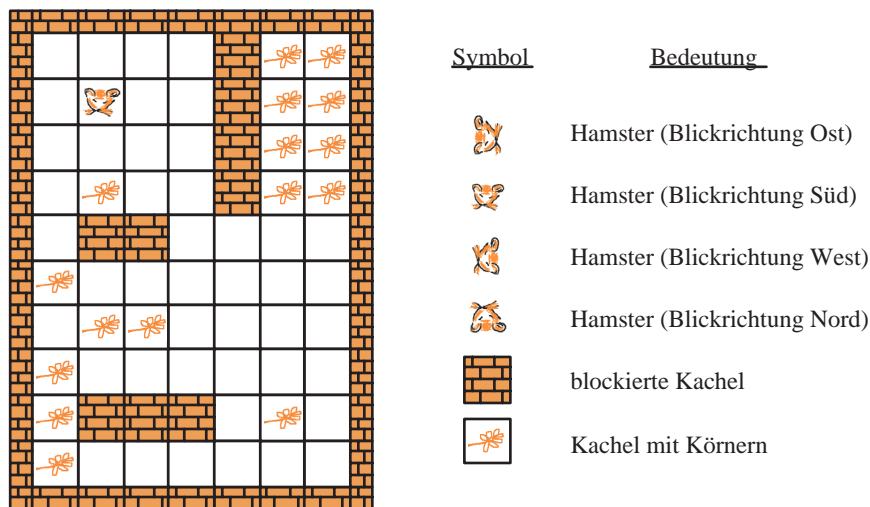 Symbol Bedeutung
Hamster (Blickrichtung Ost)
Hamster (Blickrichtung Süd)
Hamster (Blickrichtung West)
Hamster (Blickrichtung Nord)
blockierte Kachel
Kachel mit Körnern